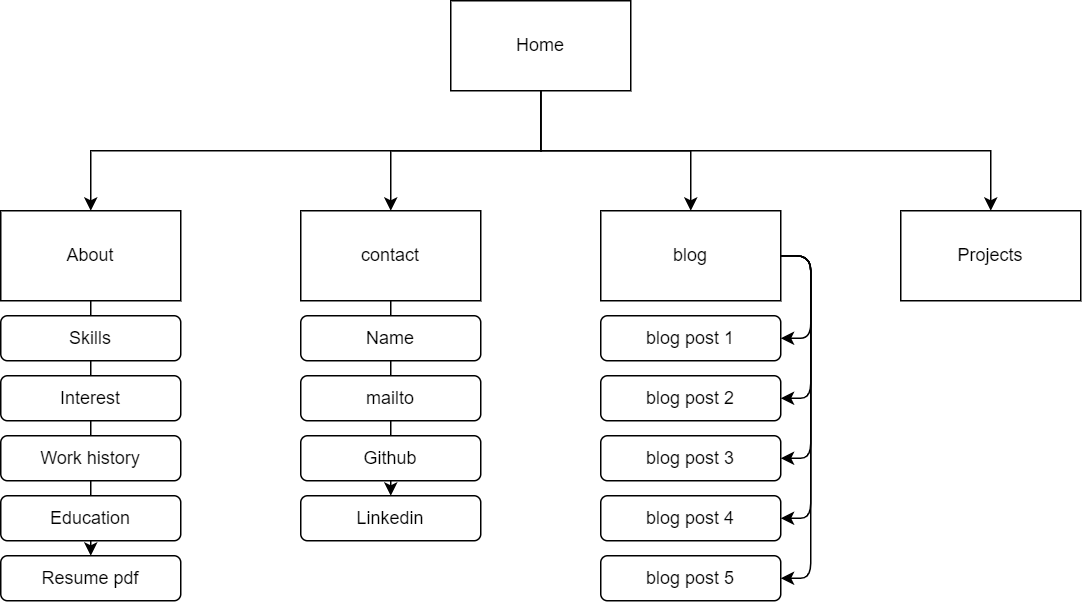 Home
About
contact
blog
Projects
Skills
Name
blog post 1
Interest
mailto
blog post 2
Work history
Github
blog post 3
Education
Linkedin
blog post 4
Resume pdf
blog post 5